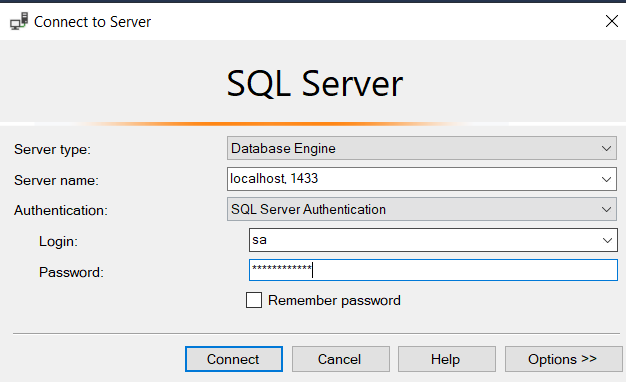 Connect to Server
SQL Server
Server type: Database Engine
Server name: localhost, 1433
Authentication: SQL Server Authentication
Login: sa
Password: ************
Remember password
Connect Cancel Help Options >>